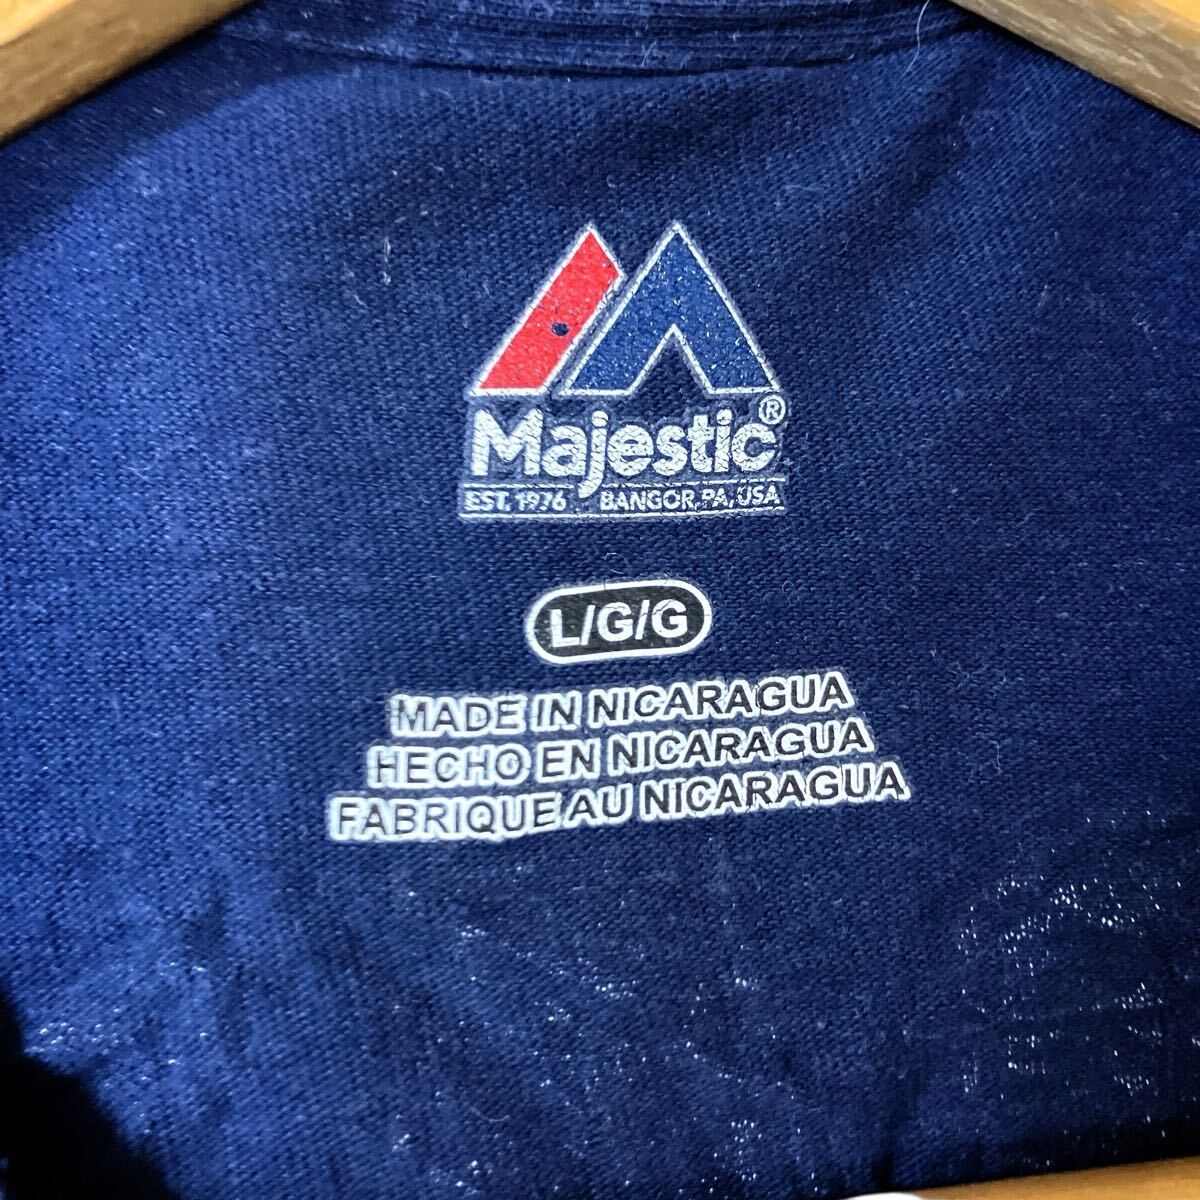 Majestic®
EST. 1976 BANGOR, PA, USA
L/G/G
MADE IN NICARAGUA
HECHO EN NICARAGUA
FABRIQUE AU NICARAGUA